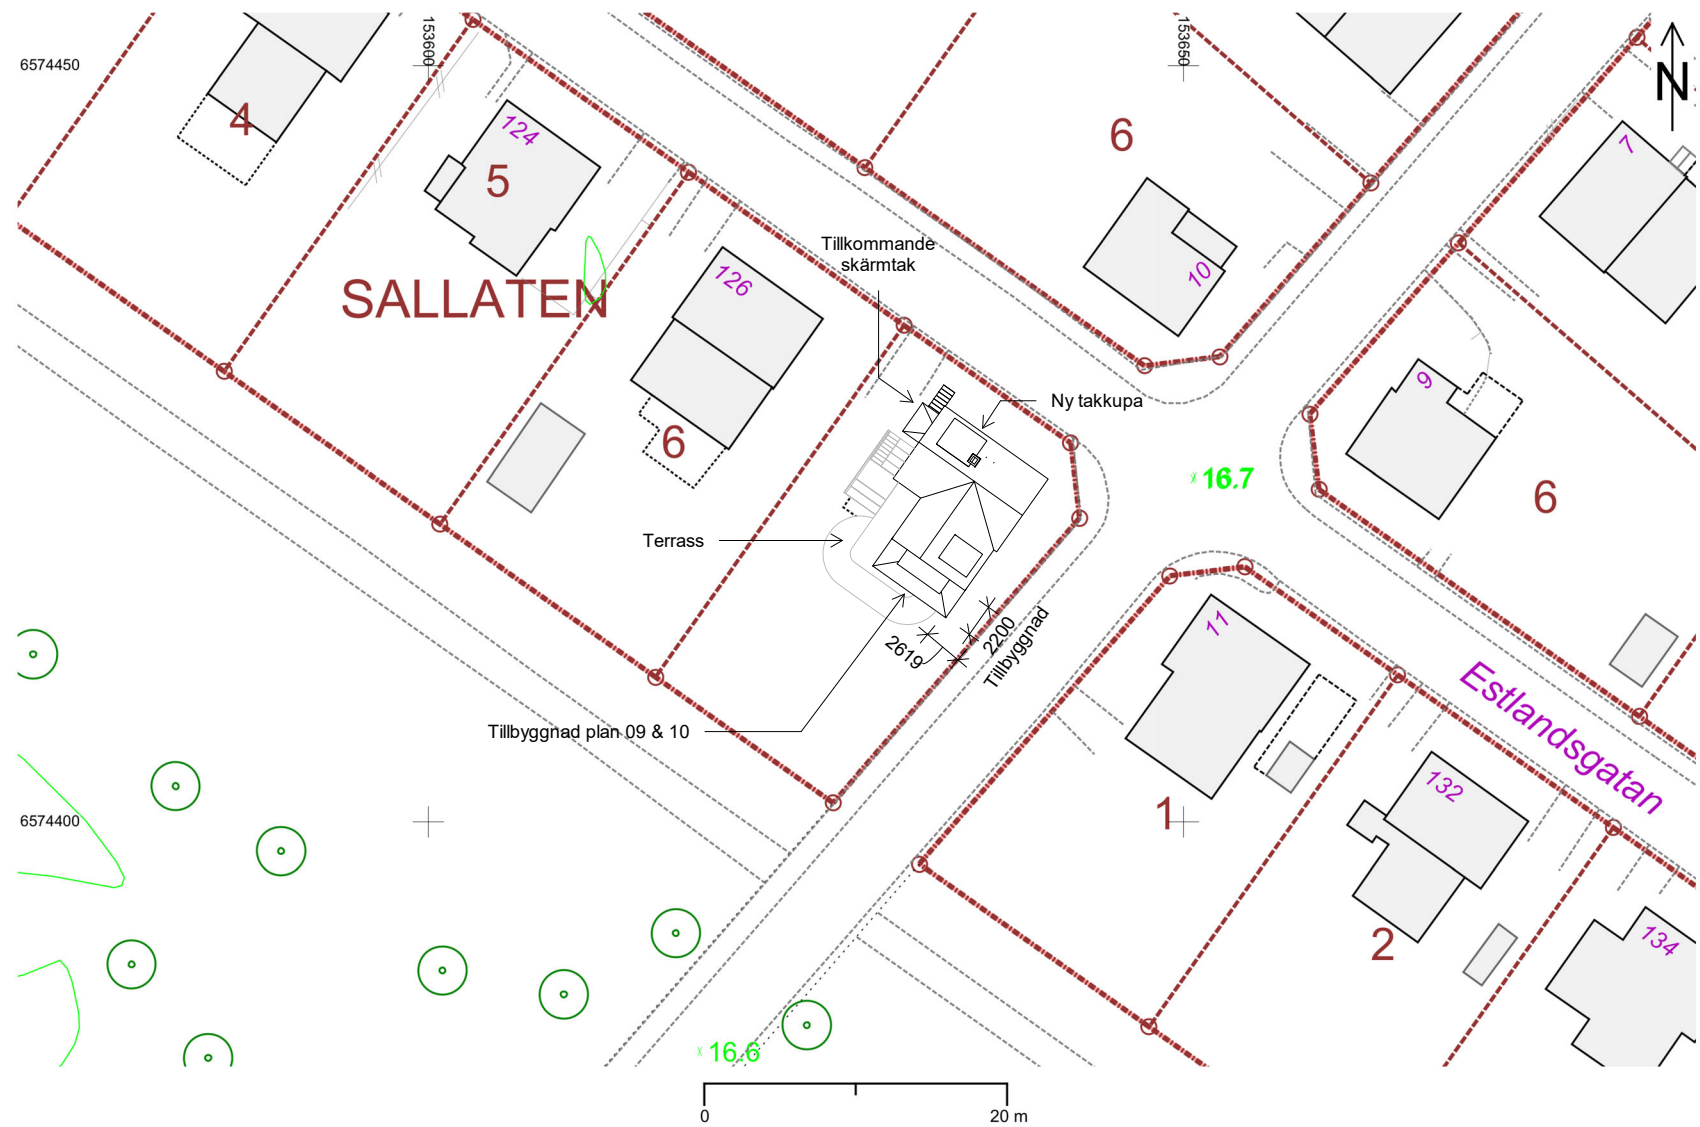 153600
153650
6574450
N
4
124
5
6
7
Tillkommande
skärmtak
126
SALLATEN
10
9
Ny takkupa
6
16.7
6
Terrass
2619
2200
Tillbyggnad
11
Estlandsgatan
Tillbyggnad plan 09 & 10
132
6574400
1
2
134
16.6
0
20 m